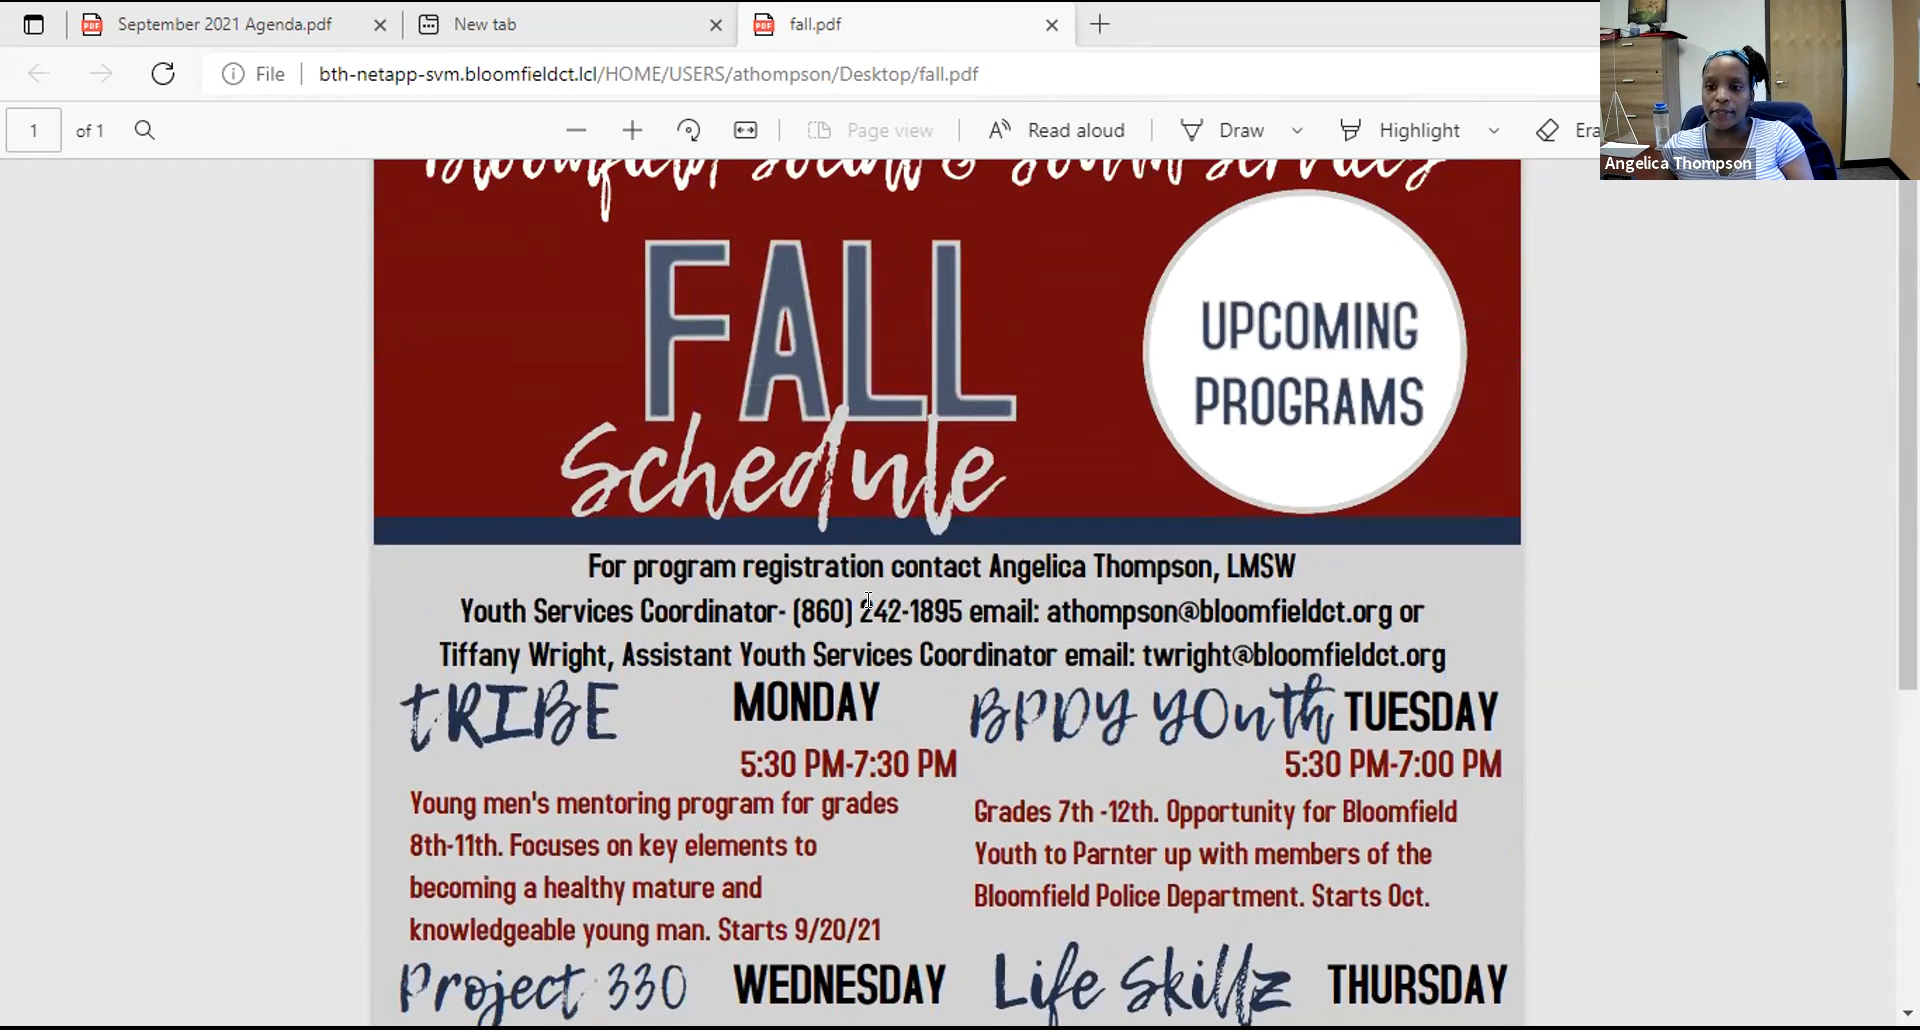 September 2021 Agenda.pdf
New tab
fall.pdf
File
bth-netapp-svm.bloomfieldct.lcl/HOME/USERS/athompson/Desktop/fall.pdf
1 of 1
Page view
Read aloud
Draw
Highlight
Era
Angelica Thompson
Bloomfield Social & Youth Services
FALL
Schedule
UPCOMING
PROGRAMS
For program registration contact Angelica Thompson, LMSW
Youth Services Coordinator- (860) 242-1895 email: athompson@bloomfieldct.org or
Tiffany Wright, Assistant Youth Services Coordinator email: twright@bloomfieldct.org
tRIBE MONDAY
5:30 PM-7:30 PM
Young men's mentoring program for grades
8th-11th. Focuses on key elements to
becoming a healthy mature and
knowledgeable young man. Starts 9/20/21
BPDY YOuth TUESDAY
5:30 PM-7:00 PM
Grades 7th -12th. Opportunity for Bloomfield
Youth to Parnter up with members of the
Bloomfield Police Department. Starts Oct.
Project 330 WEDNESDAY
Life Skillz THURSDAY